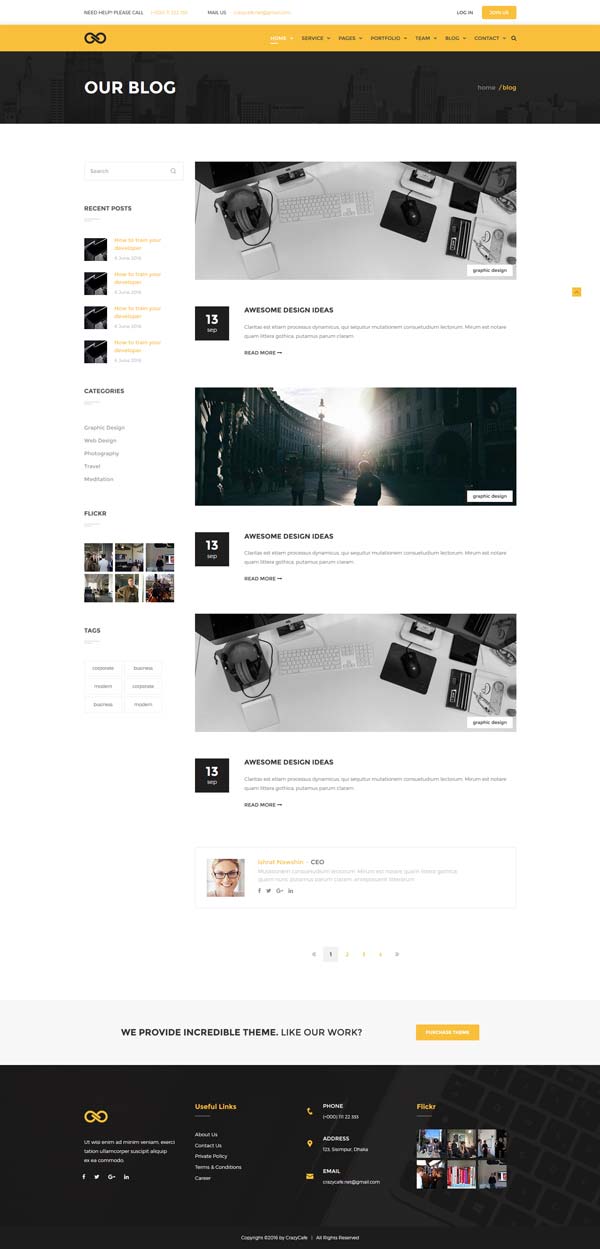 NEED HELP? PLEASE CALL (+000) 11 222 333 MAIL US crazycafe.net@gmail.com LOG IN JOIN US
HOME SERVICE PAGES PORTFOLIO TEAM BLOG CONTACT
OUR BLOG
home /blog
Search
RECENT POSTS
How to train your
developer
6 June, 2016
How to train your
developer
6 June, 2016
How to train your
developer
6 June, 2016
How to train your
developer
6 June, 2016
CATEGORIES
Graphic Design
Web Design
Photography
Travel
Meditation
FLICKR
TAGS
corporate business
modern corporate
business modern
graphic design
13
sep
AWESOME DESIGN IDEAS
Claritas est etiam processus dynamicus, qui sequitur mutationem consuetudium lectorum. Mirum est notare
quam littera gothica, putamus parum claram
READ MORE
graphic design
13
sep
AWESOME DESIGN IDEAS
Claritas est etiam processus dynamicus, qui sequitur mutationem consuetudium lectorum. Mirum est notare
quam littera gothica, putamus parum claram
READ MORE
graphic design
13
sep
AWESOME DESIGN IDEAS
Claritas est etiam processus dynamicus, qui sequitur mutationem consuetudium lectorum. Mirum est notare
quam littera gothica, putamus parum claram
READ MORE
Ishrat Nawshin - CEO
Mutationem consuetudium lectorum. Mirum est notare quam littera gothica,
quam nunc putamus parum claram, anteposuerit litterarum
« 1 2 3 4 »
WE PROVIDE INCREDIBLE THEME. LIKE OUR WORK?
PURCHASE THEME
Ut wisi enim ad minim veniam, exerci
tation ullamcorper suscipit aliquip
ex ea commodo.
Useful Links
About Us
Contact Us
Private Policy
Terms & Conditions
Career
PHONE
(+000) 111 22 333
ADDRESS
123, Sismpur, Dhaka
EMAIL
crazycafe.net@gmail.com
Flickr
Copyright ©2016 by CrazyCafe | All Rights Reserved